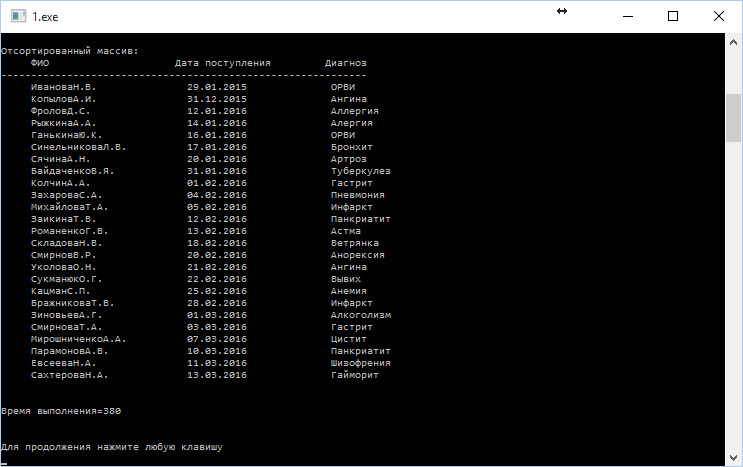 1.exe
Отсортированный массив:
ФИО Дата поступления Диагноз
-------------------------------------------------------------
ИвановаН.В. 29.01.2015 ОРВИ
КопыловА.И. 31.12.2015 Ангина
ФроловД.С. 12.01.2016 Аллергия
РыжкинаА.А. 14.01.2016 Алергия
ГанькинаЮ.К. 16.01.2016 ОРВИ
СинельниковаЛ.В. 17.01.2016 Бронхит
СячинаА.Н. 20.01.2016 Артроз
БайдаченкоВ.Я. 31.01.2016 Туберкулез
КолчинА.А. 01.02.2016 Гастрит
ЗахароваС.А. 04.02.2016 Пневмония
МихайловаТ.А. 05.02.2016 Инфаркт
ЗаикинаТ.В. 12.02.2016 Панкриатит
РоманенкоГ.В. 13.02.2016 Астма
СкладоваН.В. 18.02.2016 Ветрянка
СмирновВ.Р. 20.02.2016 Анорексия
УколоваО.Н. 21.02.2016 Ангина
СукманюкО.Г. 22.02.2016 Вывих
КацманС.П. 25.02.2016 Анемия
БражниковаТ.В. 28.02.2016 Инфаркт
ЗиновьевА.Г. 01.03.2016 Алкоголизм
СмирноваТ.А. 03.03.2016 Гастрит
МирошниченкоА.А. 07.03.2016 Цистит
ПарамоновА.В. 10.03.2016 Панкриатит
ЕвсееваН.А. 11.03.2016 Шизофрения
СахтероваН.А. 13.03.2016 Гайморит
Время выполнения=380
Для продолжения нажмите любую клавишу